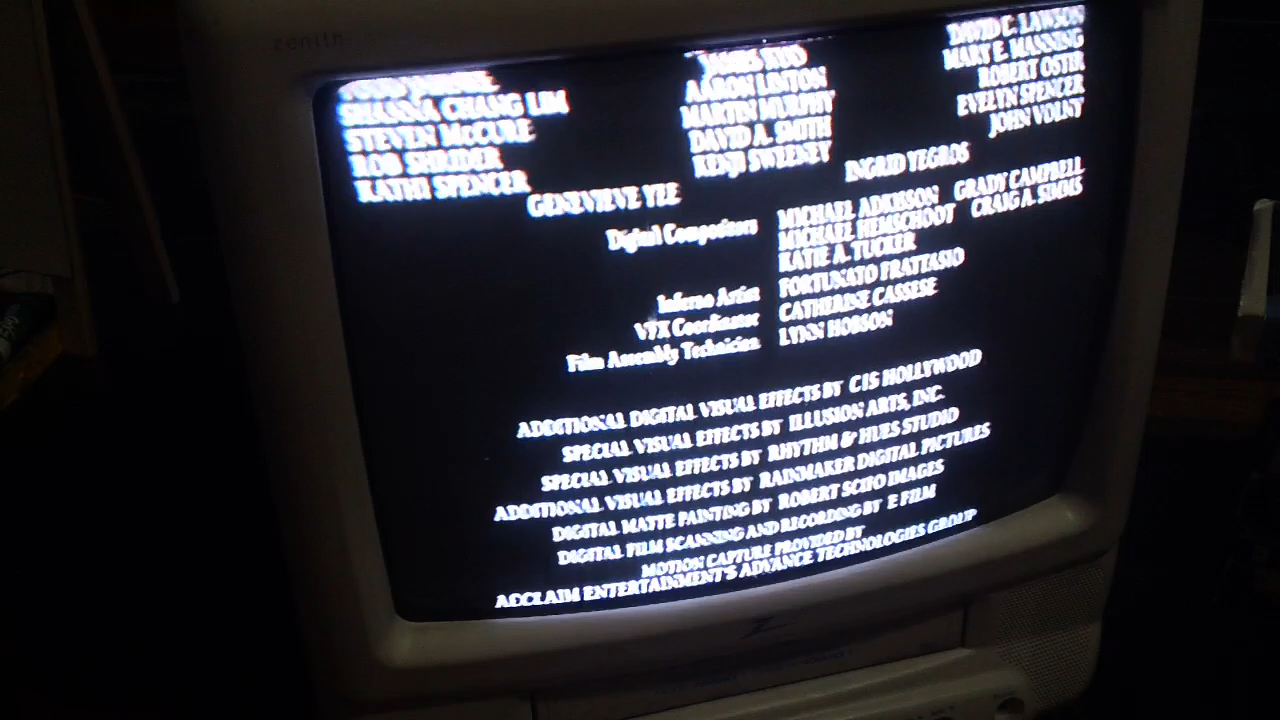 zenith
DAVID C. LAWSON
JAMES KUO MARY E. MANNING
SHANNA CHANG LIM AARON LINTON ROBERT OSTIR
STEVEN McCURE MARTIN MURPHY EVELYN SPENCER
ROB SHRIDER DAVID A. SMITH JOHN VOLNY
KATHI SPENCER KENJI SWEENEY
GENEVIEVE YEE INGRID YEGROS
Digital Compositors MICHAEL ADKISSON GRADY CAMPBELL
MICHAEL HEMSCHOOT CRAIG A. SIMMS
KATIE A. TUCKER
Inferno Artist FORTUNATO FRATTASIO
VFX Coordinator CATHERINE CASSESE
Film Assembly Technician LYNN HOBSON
ADDITIONAL DIGITAL VISUAL EFFECTS BY CIS HOLLYWOOD
SPECIAL VISUAL EFFECTS BY ILLUSION ARTS, INC.
SPECIAL VISUAL EFFECTS BY RHYTHM & HUES STUDIO
ADDITIONAL VISUAL EFFECTS BY RAINMAKER DIGITAL PICTURES
DIGITAL MATTE PAINTING BY ROBERT SCIFO IMAGES
DIGITAL FILM SCANNING AND RECORDING BY E FILM
MOTION CAPTURE PROVIDED BY
ACCLAIM ENTERTAINMENT'S ADVANCE TECHNOLOGIES GROUP